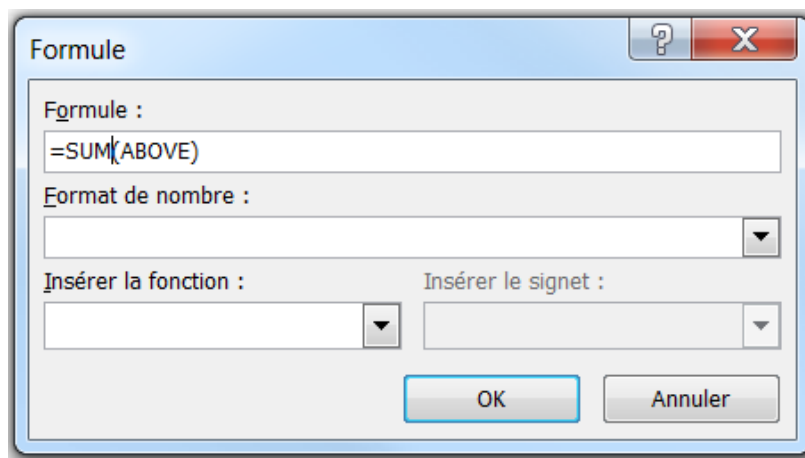 Formule
Formule :
=SUM(ABOVE)
Format de nombre :
Insérer la fonction :
Insérer le signet :
OK
Annuler